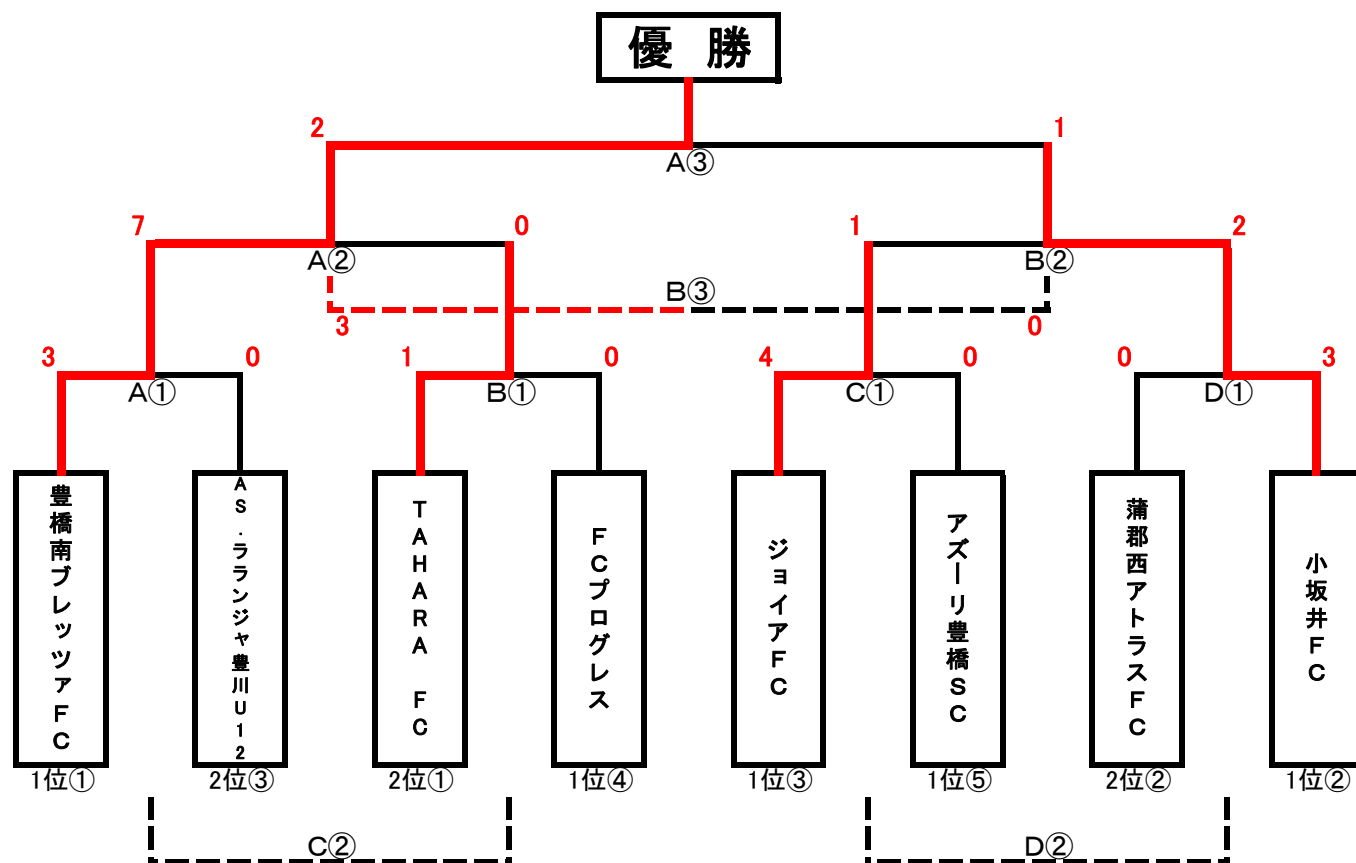 優 勝
2
1
A③
7
0
1
2
A②
B②
B③
3
0
3
0
1
0
4
0
0
3
A①
B①
C①
D①
豊橋南ブレッツァFC
AS.ラランジャ豊川U12
TAHARA FC
FCプログレス
ジョイアFC
アズーリ豊橋SC
蒲郡西アトラスFC
小坂井FC
1位①
2位③
2位①
1位④
1位③
1位⑤
2位②
1位②
C②
D②